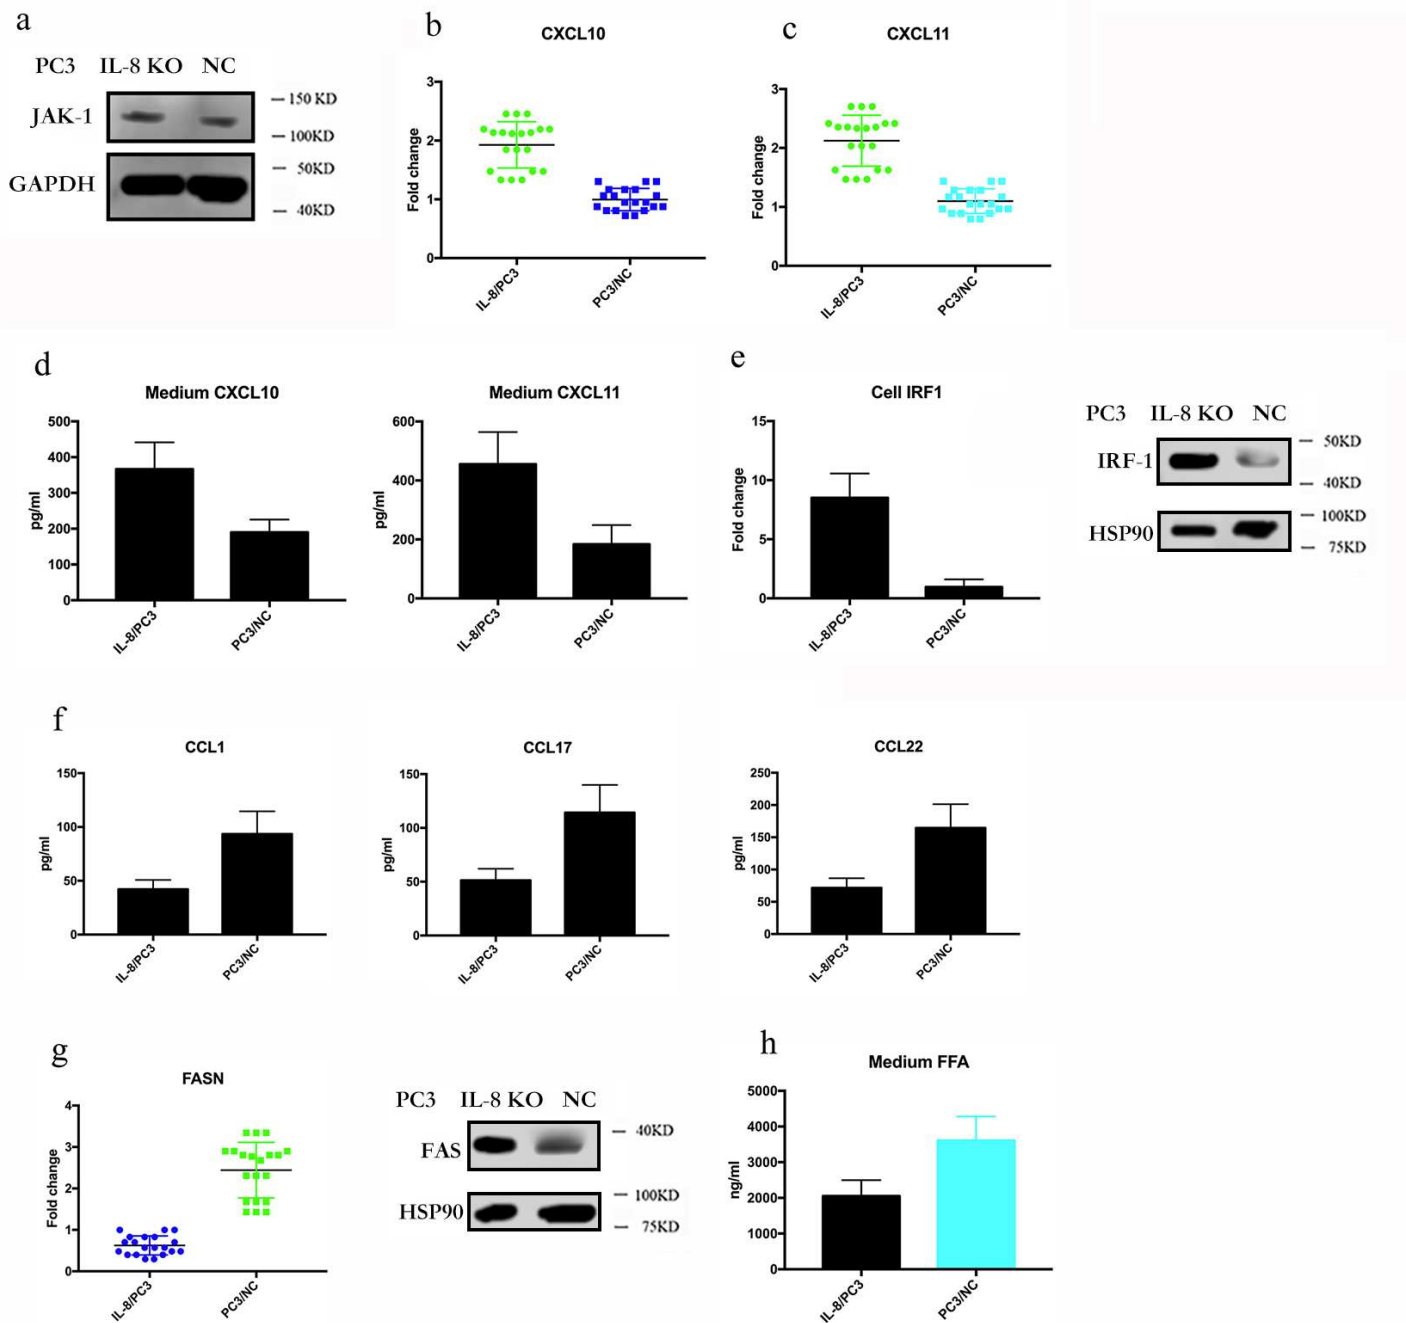 a
PC3 IL-8 KO NC
JAK-1
150 KD
100KD
GAPDH
50KD
40KD
b
CXCL10
Fold change
3
2
1
0
IL-8/PC3
PC3/NC
c
CXCL11
Fold change
3
2
1
0
IL-8/PC3
PC3/NC
d
Medium CXCL10
pg/ml
500
400
300
200
100
0
IL-8/PC3
PC3/NC
Medium CXCL11
pg/ml
600
400
200
0
IL-8/PC3
PC3/NC
e
Cell IRF1
Fold change
15
10
5
0
IL-8/PC3
PC3/NC
PC3 IL-8 KO NC
IRF-1
50KD
40KD
HSP90
100KD
75KD
f
CCL1
pg/ml
150
100
50
0
IL-8/PC3
PC3/NC
CCL17
pg/ml
150
100
50
0
IL-8/PC3
PC3/NC
CCL22
pg/ml
250
200
150
100
50
0
IL-8/PC3
PC3/NC
g
FASN
Fold change
4
3
2
1
0
IL-8/PC3
PC3/NC
PC3 IL-8 KO NC
FAS
40KD
HSP90
100KD
75KD
h
Medium FFA
ng/ml
5000
4000
3000
2000
1000
0
IL-8/PC3
PC3/NC